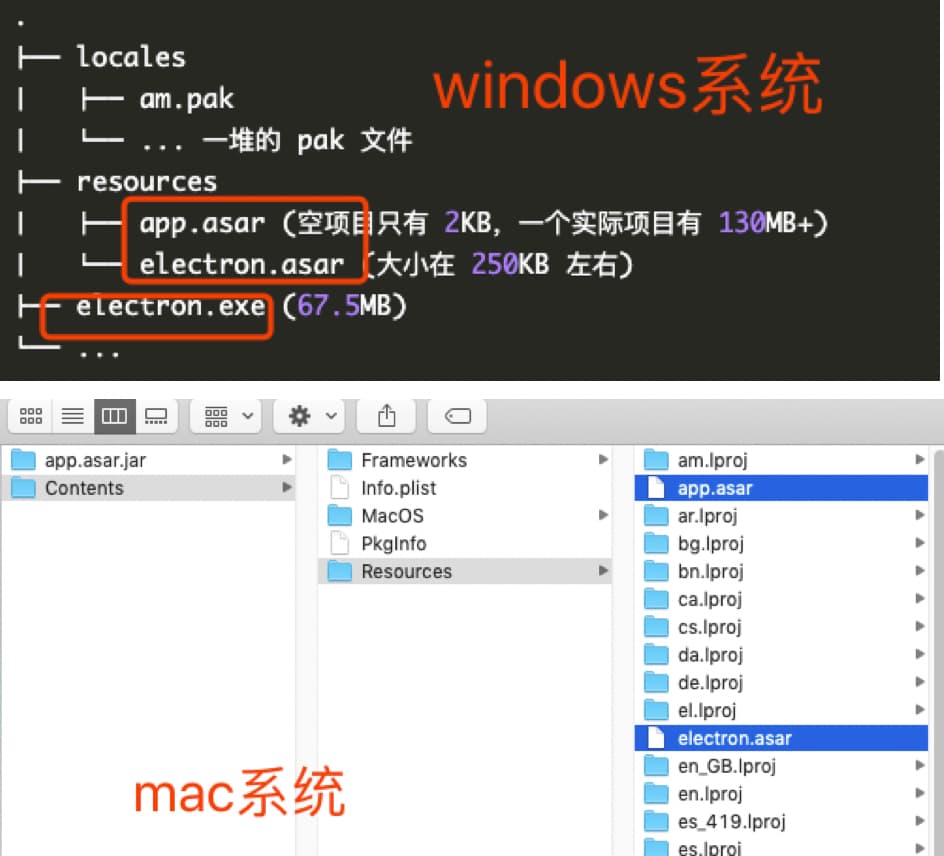 .
├── locales
windows系统
|   ├── am.pak
|   └── ... 一堆的 pak 文件
├── resources
|   ├── app.asar (空项目只有 2KB, 一个实际项目有 130MB+)
|   └── electron.asar (大小在 250KB 左右)
├── electron.exe (67.5MB)
└── ...
app.asar.jar
Contents
Frameworks
Info.plist
MacOS
PkgInfo
Resources
am.lproj
app.asar
ar.lproj
bg.lproj
bn.lproj
ca.lproj
cs.lproj
da.lproj
de.lproj
el.lproj
electron.asar
en_GB.lproj
en.lproj
es_419.lproj
es.lproj
mac系统